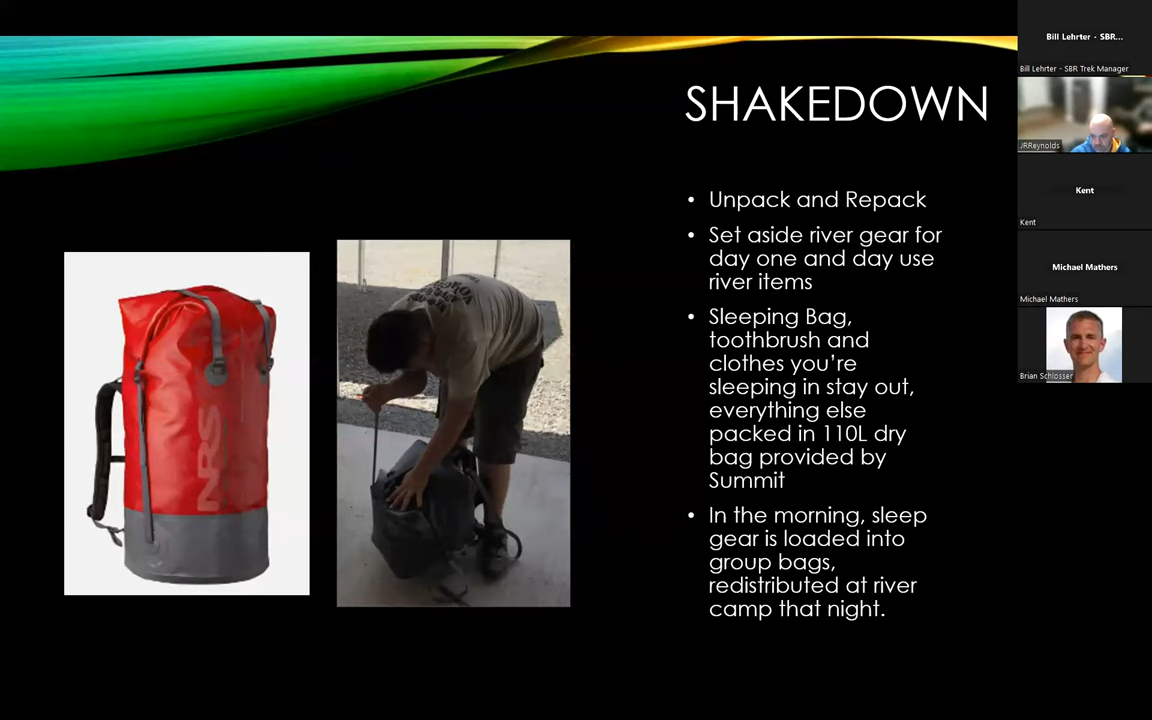 SHAKEDOWN
• Unpack and Repack
• Set aside river gear for
day one and day use
river items
• Sleeping Bag,
toothbrush and
clothes you're
sleeping in stay out,
everything else
packed in 110L dry
bag provided by
Summit
• In the morning, sleep
gear is loaded into
group bags,
redistributed at river
camp that night.
NRS
Bill Lehrter - SBR...
Bill Lehrter - SBR Trek Manager
JRReynolds
Kent
Kent
Michael Mathers
Michael Mathers
Brian Schlosser